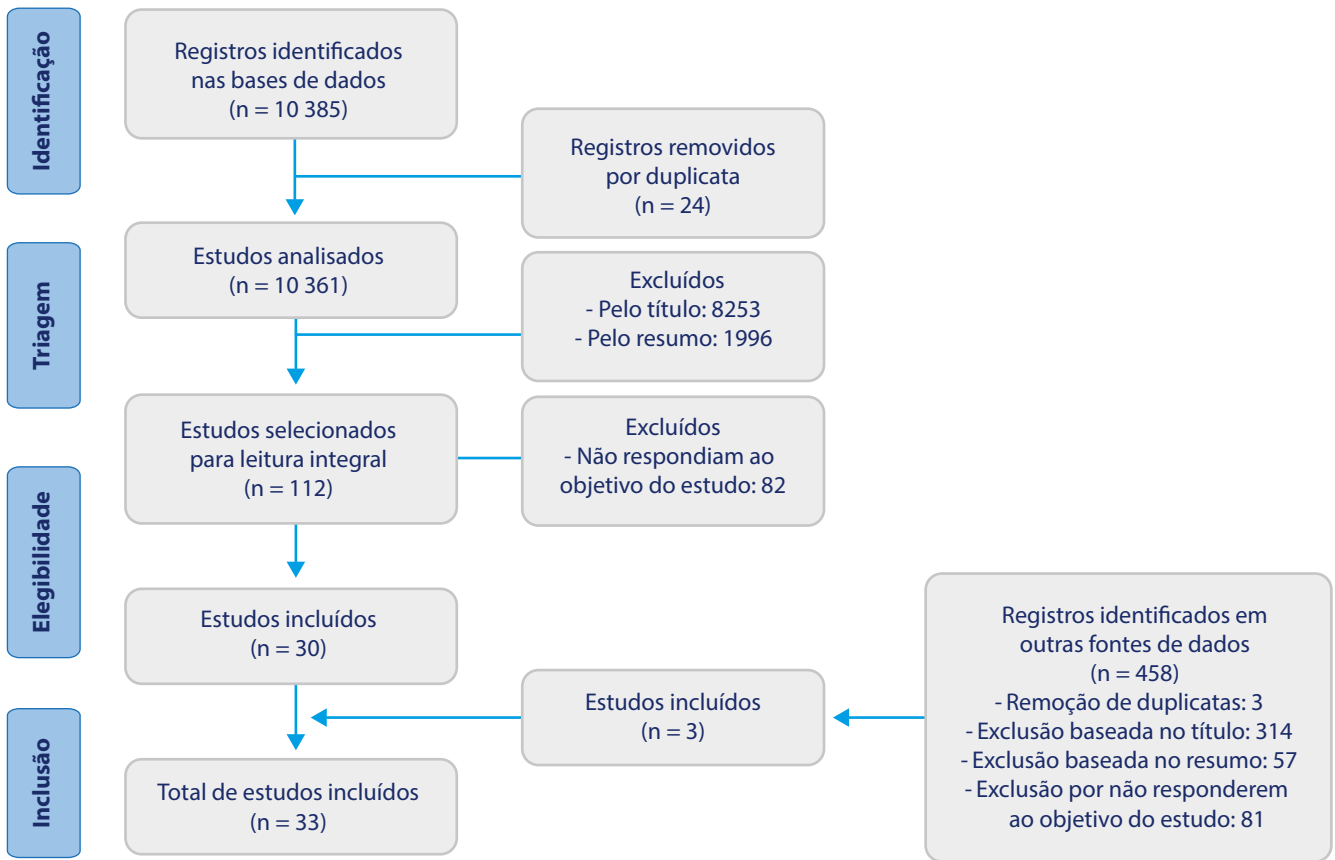 Identificação
Registros identificados
nas bases de dados
(n = 10 385)
Registros removidos
por duplicata
(n = 24)
Triagem
Estudos analisados
(n = 10 361)
Excluídos
- Pelo título: 8253
- Pelo resumo: 1996
Elegibilidade
Estudos selecionados
para leitura integral
(n = 112)
Excluídos
- Não respondiam ao
objetivo do estudo: 82
Estudos incluídos
(n = 30)
Registros identificados em
outras fontes de dados
(n = 458)
- Remoção de duplicatas: 3
- Exclusão baseada no título: 314
- Exclusão baseada no resumo: 57
- Exclusão por não responderem
ao objetivo do estudo: 81
Estudos incluídos
(n = 3)
Inclusão
Total de estudos incluídos
(n = 33)